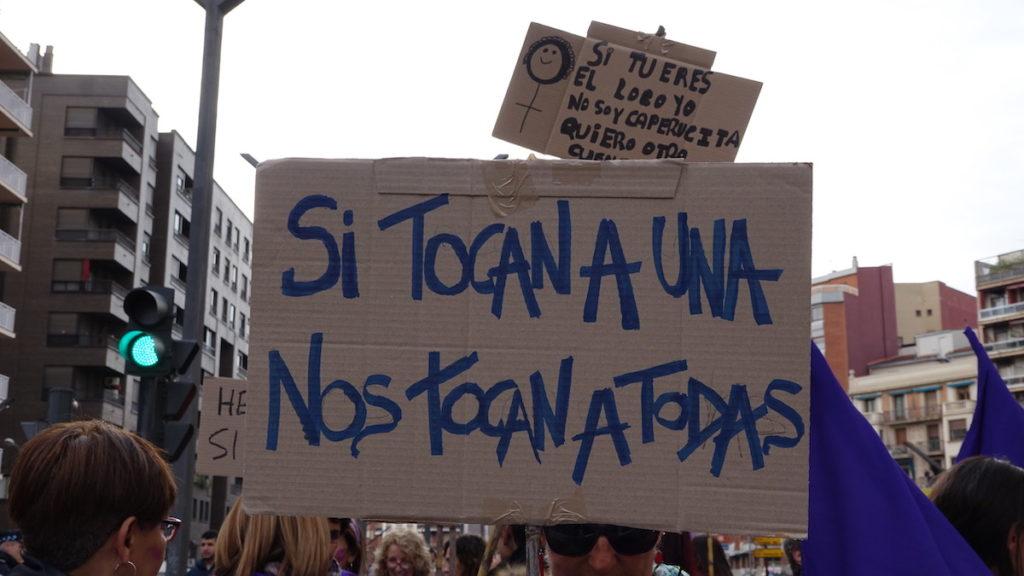 SI TU ERES
EL LOBO YO
NO SOY CAPERUCITA
QUIERO OTRO
Si TOCAN A UNA
NOS TOCAN A TODAS
HE
SI